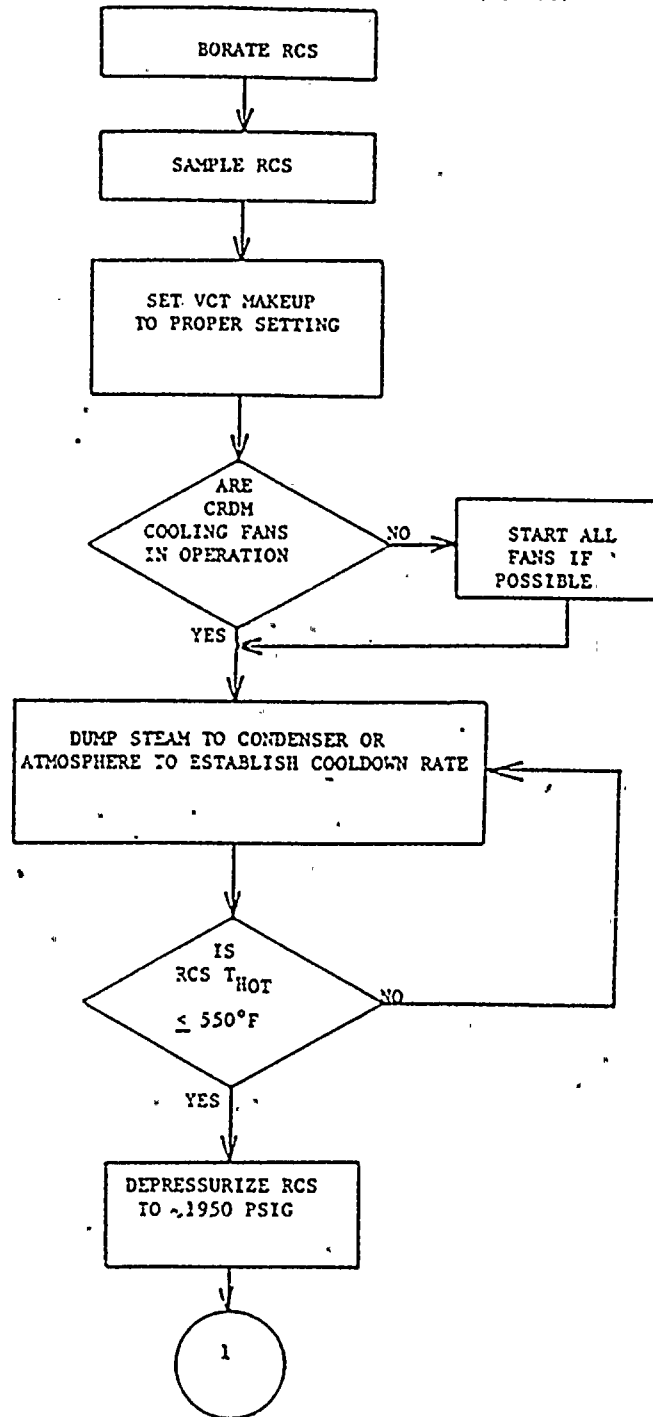 BORATE RCS
SAMPLE RCS
SET VCT MAKEUP
TO PROPER SETTING
ARE
CRDM
COOLING FANS
IN OPERATION
NO
START ALL
FANS IF
POSSIBLE
YES
DUMP STEAM TO CONDENSER OR
ATMOSPHERE TO ESTABLISH COOLDOWN RATE
IS
RCS THOT
≤ 550°F
NO
YES
DEPRESSURIZE RCS
TO ~1950 PSIG
1